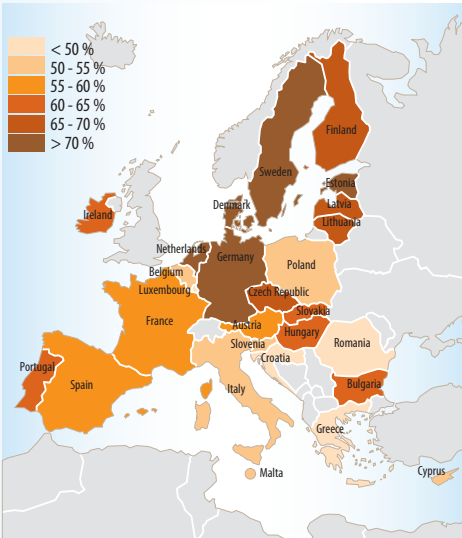 < 50 %
50 - 55 %
55 - 60 %
60 - 65 %
65 - 70 %
> 70 %
Finland
Sweden
Estonia
Latvia
Lithuania
Denmark
Ireland
Netherlands
Germany
Poland
Belgium
Luxembourg
Czech Republic
Slovakia
France
Austria
Hungary
Slovenia
Romania
Croatia
Portugal
Spain
Italy
Bulgaria
Greece
Malta
Cyprus